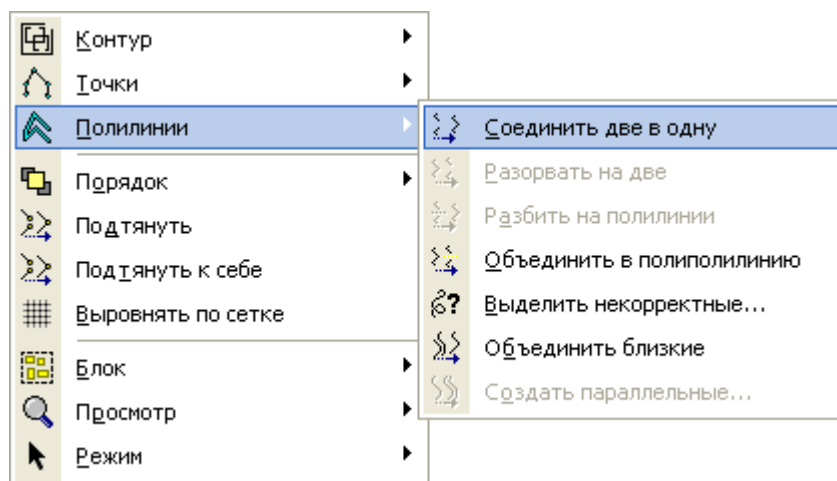 Контур
Точки
Полилинии
Порядок
Подтянуть
Подтянуть к себе
Выровнять по сетке
Блок
Просмотр
Режим
Соединить две в одну
Разорвать на две
Разбить на полилинии
Объединить в полиполилинию
Выделить некорректные...
Объединить близкие
Создать параллельные...